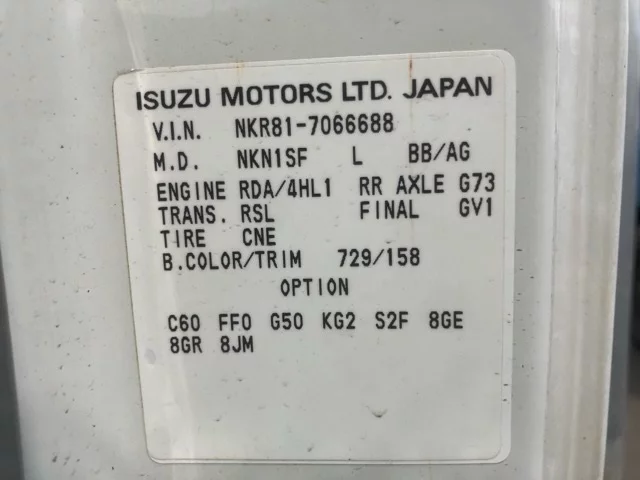 ISUZU MOTORS LTD. JAPAN
V.I.N. NKR81-7066688
M.D. NKN1SF L BB/AG
ENGINE RDA/4HL1 RR AXLE G73
TRANS. RSL FINAL GV1
TIRE CNE
B.COLOR/TRIM 729/158
OPTION
C60 FF0 G50 KG2 S2F 8GE
8GR 8JM